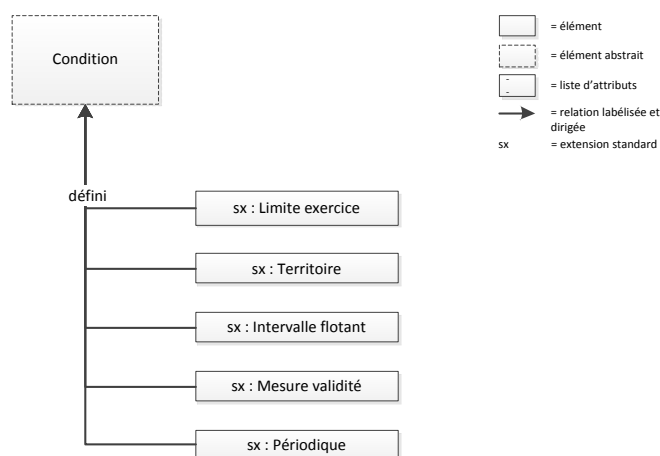 Condition
défini
sx : Limite exercice
sx : Territoire
sx : Intervalle flotant
sx : Mesure validité
sx : Périodique
= élément
= élément abstrait
-
-
= liste d'attributs
= relation labélisée et
dirigée
sx = extension standard